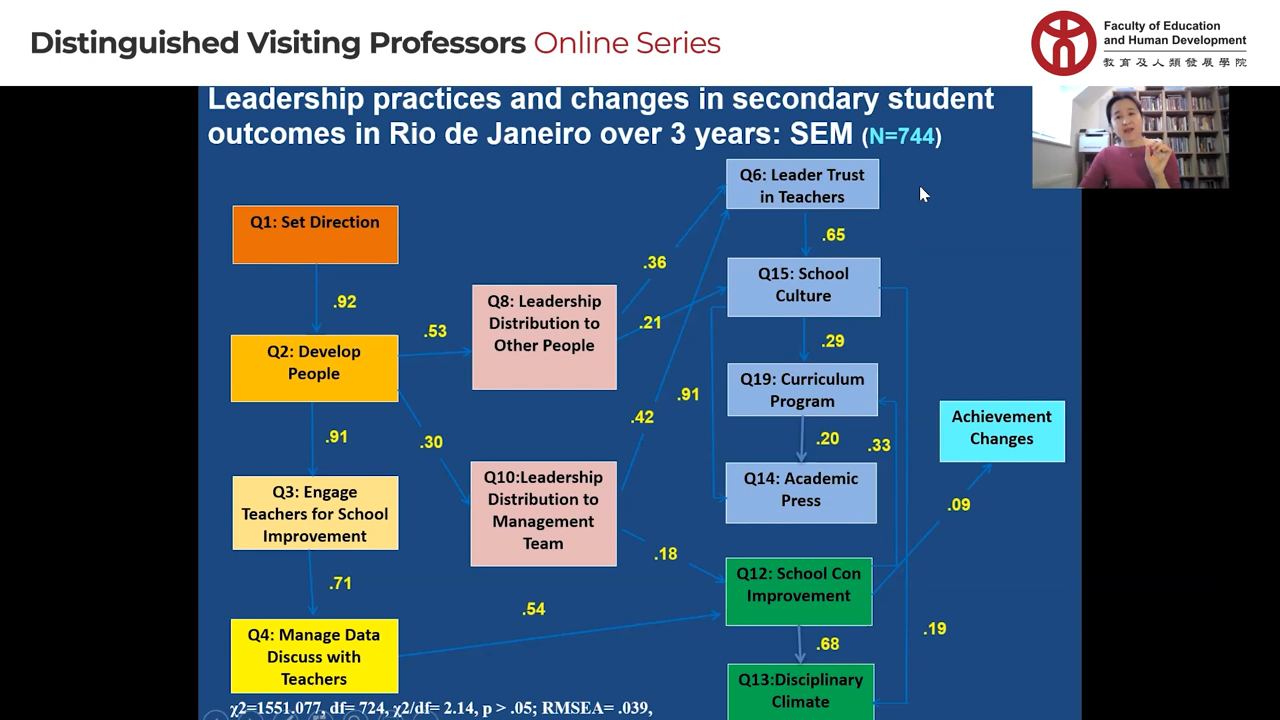 Distinguished Visiting Professors Online Series
Faculty of Education
and Human Development
教育及人類發展學院
Leadership practices and changes in secondary student
outcomes in Rio de Janeiro over 3 years: SEM (N=744)
Q1: Set Direction
.92
Q2: Develop
People
.91
Q3: Engage
Teachers for School
Improvement
.71
Q4: Manage Data
Discuss with
Teachers
.53
.30
Q8: Leadership
Distribution to
Other People
Q10:Leadership
Distribution to
Management
Team
.36
.21
.42
.91
.18
.54
Q6: Leader Trust
in Teachers
.65
Q15: School
Culture
.29
Q19: Curriculum
Program
.20
.33
Q14: Academic
Press
Q12: School Con
Improvement
.68
Q13:Disciplinary
Climate
.19
.09
Achievement
Changes
χ2=1551.077, df= 724, χ2/df= 2.14, p > .05; RMSEA= .039,